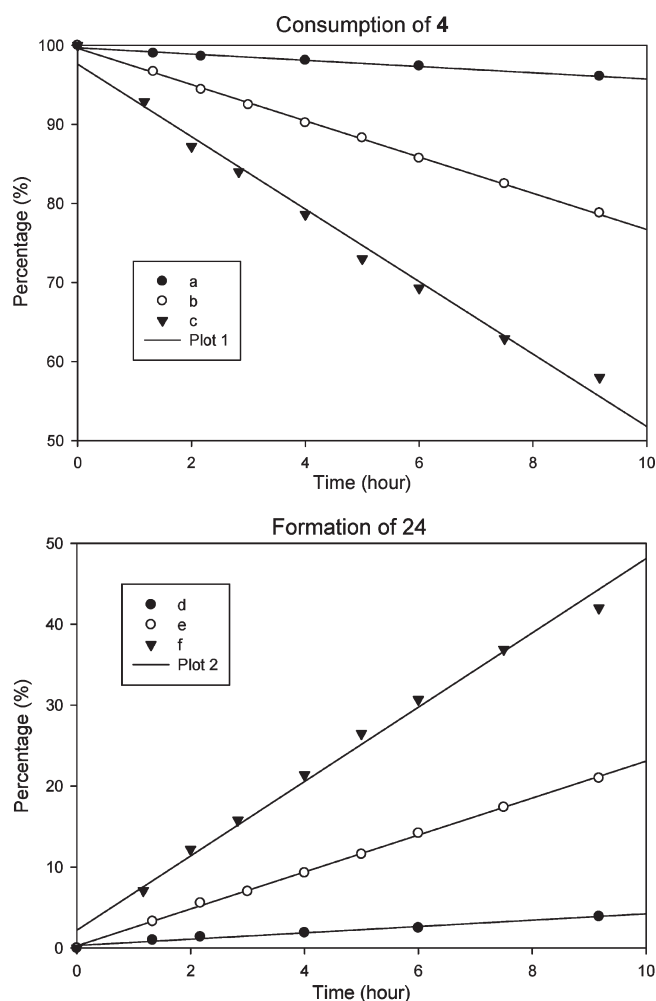 Consumption of 4
100
90
80
70
60
50
Percentage (%)
a
b
c
Plot 1
0 2 4 6 8 10
Time (hour)
Formation of 24
50
40
30
20
10
0
Percentage (%)
d
e
f
Plot 2
0 2 4 6 8 10
Time (hour)